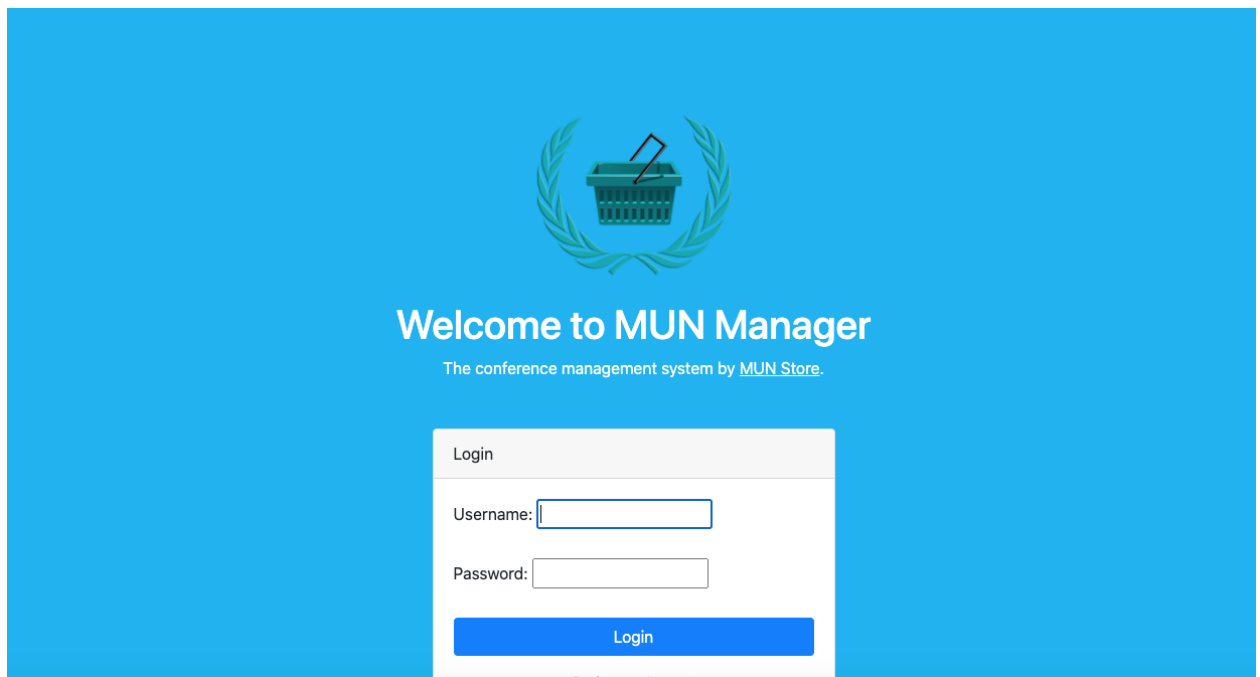 Welcome to MUN Manager
The conference management system by MUN Store.
Login
Username:
Password:
Login